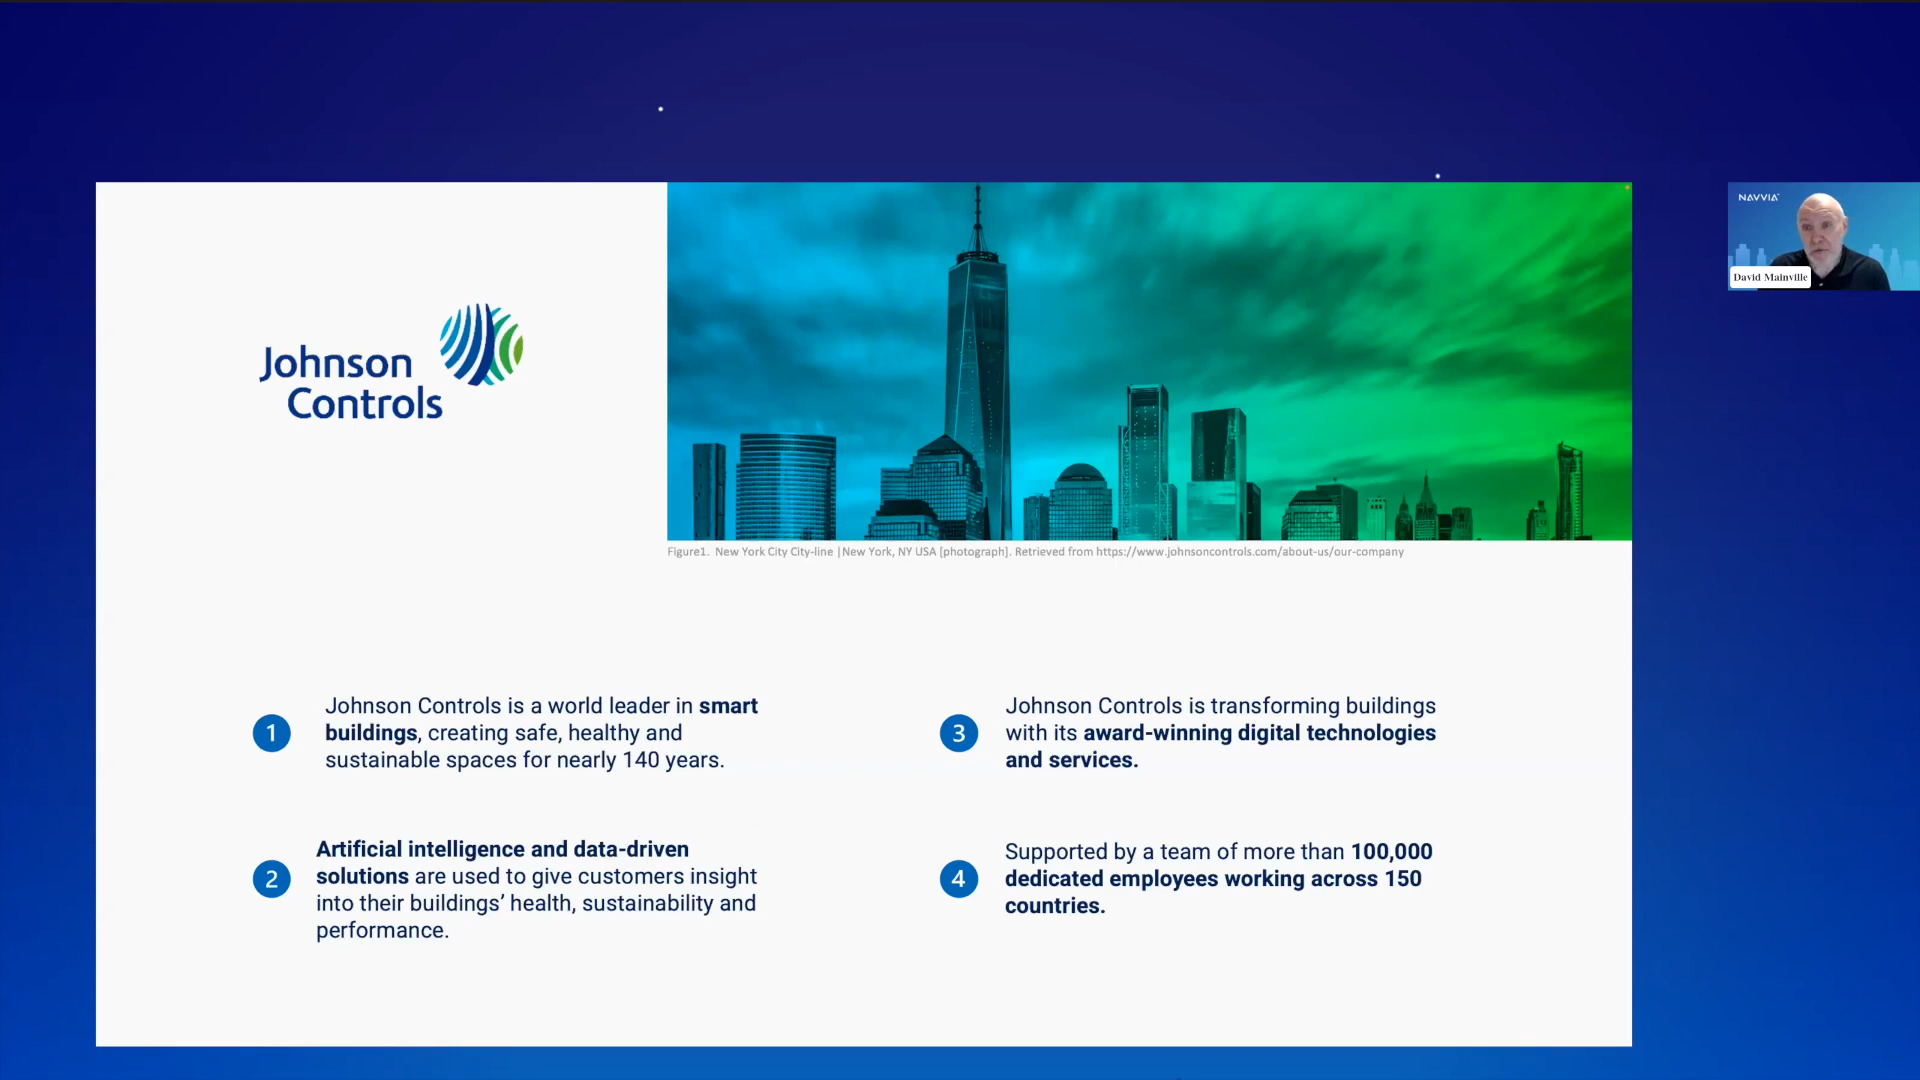 Johnson
Controls
Figure1. New York City City-line |New York, NY USA [photograph]. Retrieved from https://www.johnsoncontrols.com/about-us/our-company
1
Johnson Controls is a world leader in smart
buildings, creating safe, healthy and
sustainable spaces for nearly 140 years.
2
Artificial intelligence and data-driven
solutions are used to give customers insight
into their buildings’ health, sustainability and
performance.
3
Johnson Controls is transforming buildings
with its award-winning digital technologies
and services.
4
Supported by a team of more than 100,000
dedicated employees working across 150
countries.
NAVVIA
David Mainville